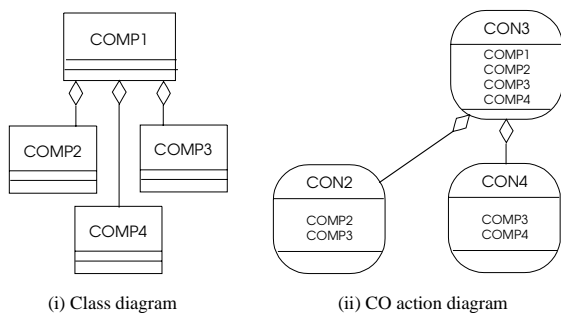 COMP1
COMP2
COMP3
COMP4
(i) Class diagram
CON3
COMP1
COMP2
COMP3
COMP4
CON2
COMP2
COMP3
CON4
COMP3
COMP4
(ii) CO action diagram